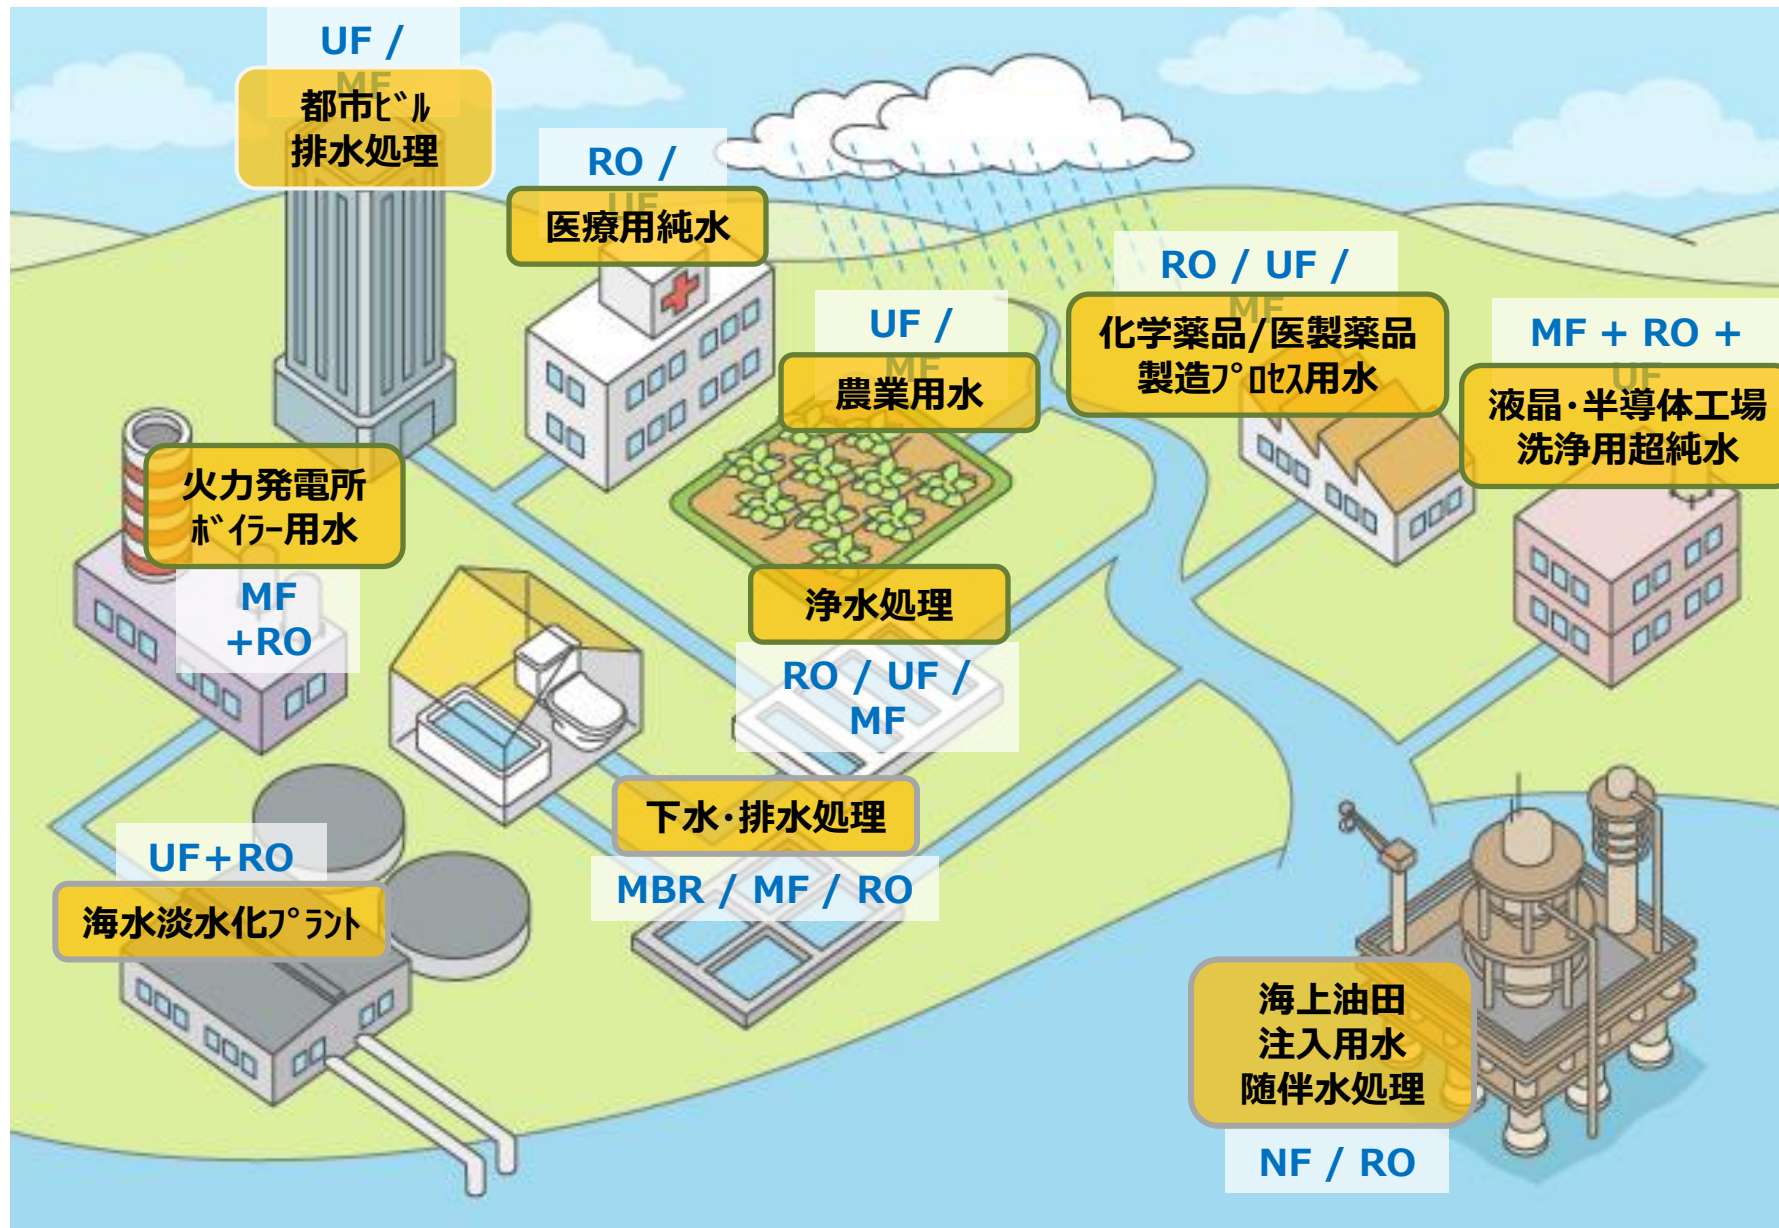 UF /
MF
都市ﾋﾞﾙ
排水処理
RO /
UF
医療用純水
RO / UF /
MF
化学薬品/医製薬品
製造ﾌﾟﾛｾｽ用水
UF /
MF
農業用水
MF + RO +
UF
液晶・半導体工場
洗浄用超純水
火力発電所
ﾎﾞｲﾗｰ用水
MF
+RO
浄水処理
RO / UF /
MF
下水・排水処理
MBR / MF / RO
UF+RO
海水淡水化ﾌﾟﾗﾝﾄ
海上油田
注入用水
随伴水処理
NF / RO